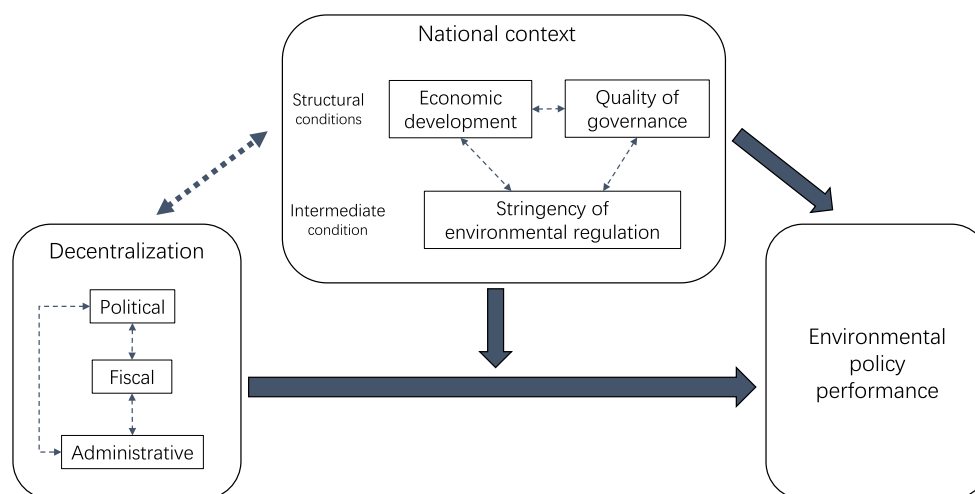 National context
Structural
conditions
Economic
development
Quality of
governance
Intermediate
condition
Stringency of
environmental regulation
Decentralization
Political
Fiscal
Administrative
Environmental
policy
performance